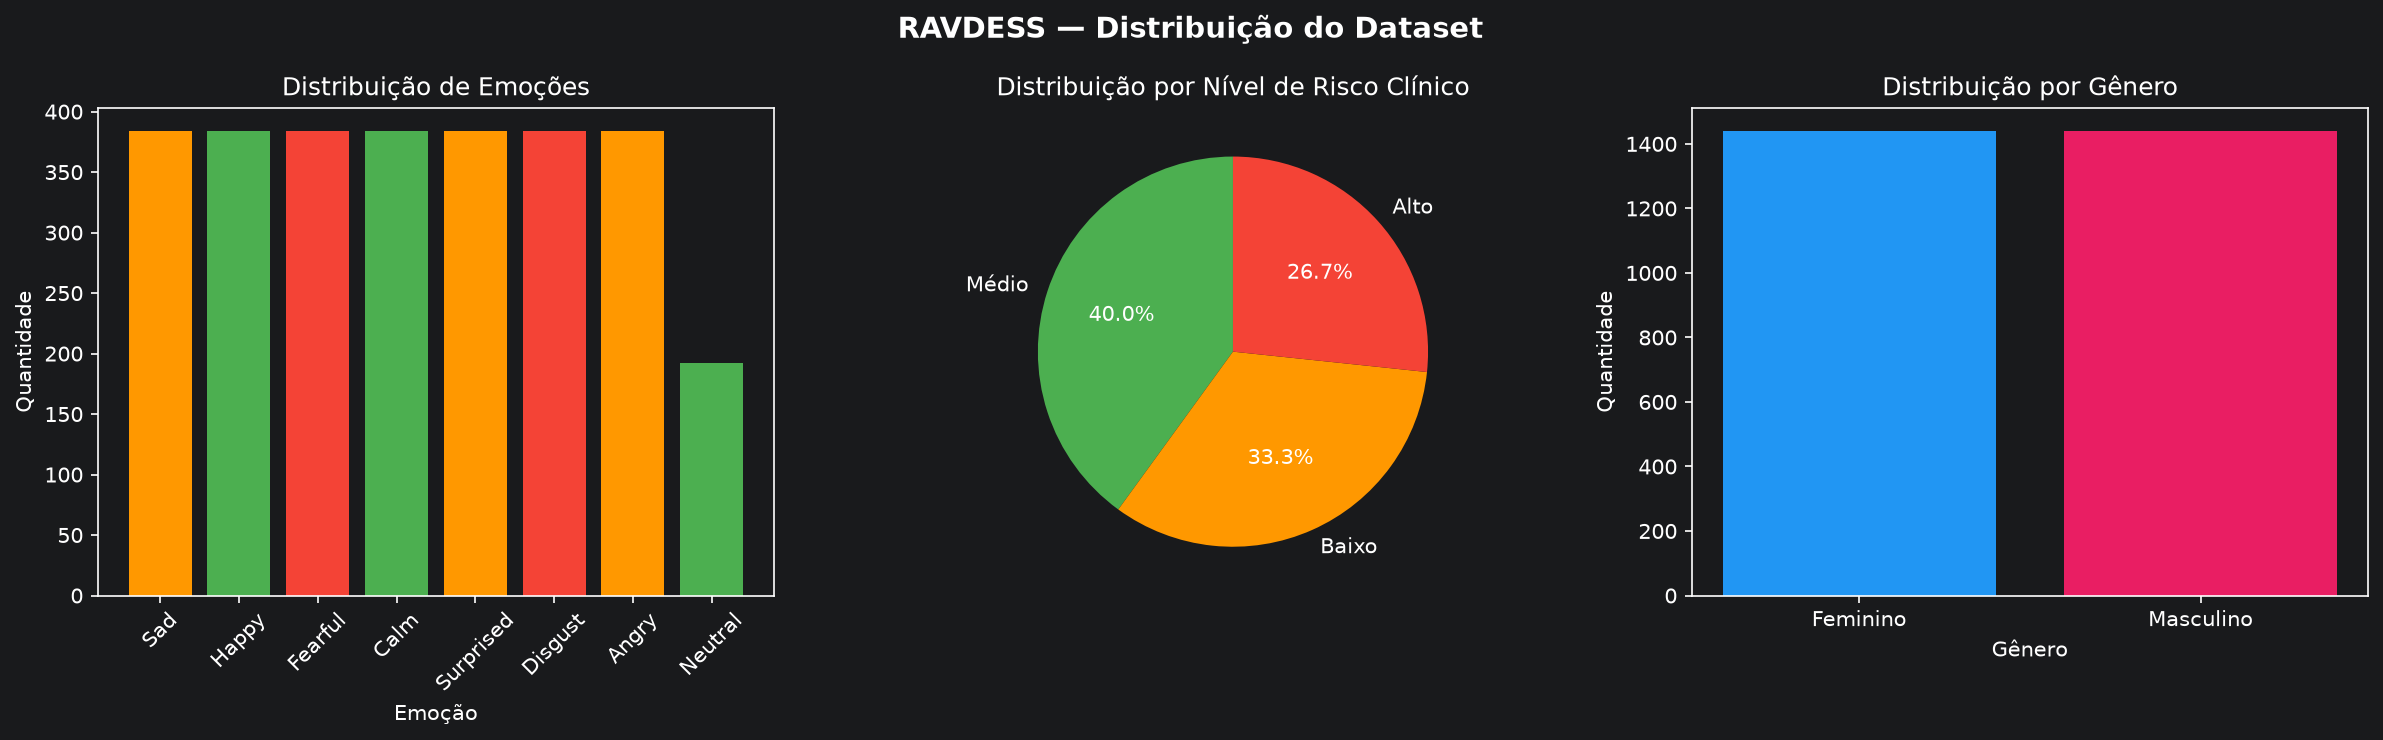 RAVDESS — Distribuição do Dataset
Distribuição de Emoções
400
350
300
250
200
150
100
50
0
Quantidade
Sad
Happy
Fearful
Calm
Surprised
Disgust
Angry
Neutral
Emoção
Distribuição por Nível de Risco Clínico
Alto
26.7%
Médio
40.0%
33.3%
Baixo
Distribuição por Gênero
1400
1200
1000
800
600
400
200
0
Quantidade
Feminino
Masculino
Gênero